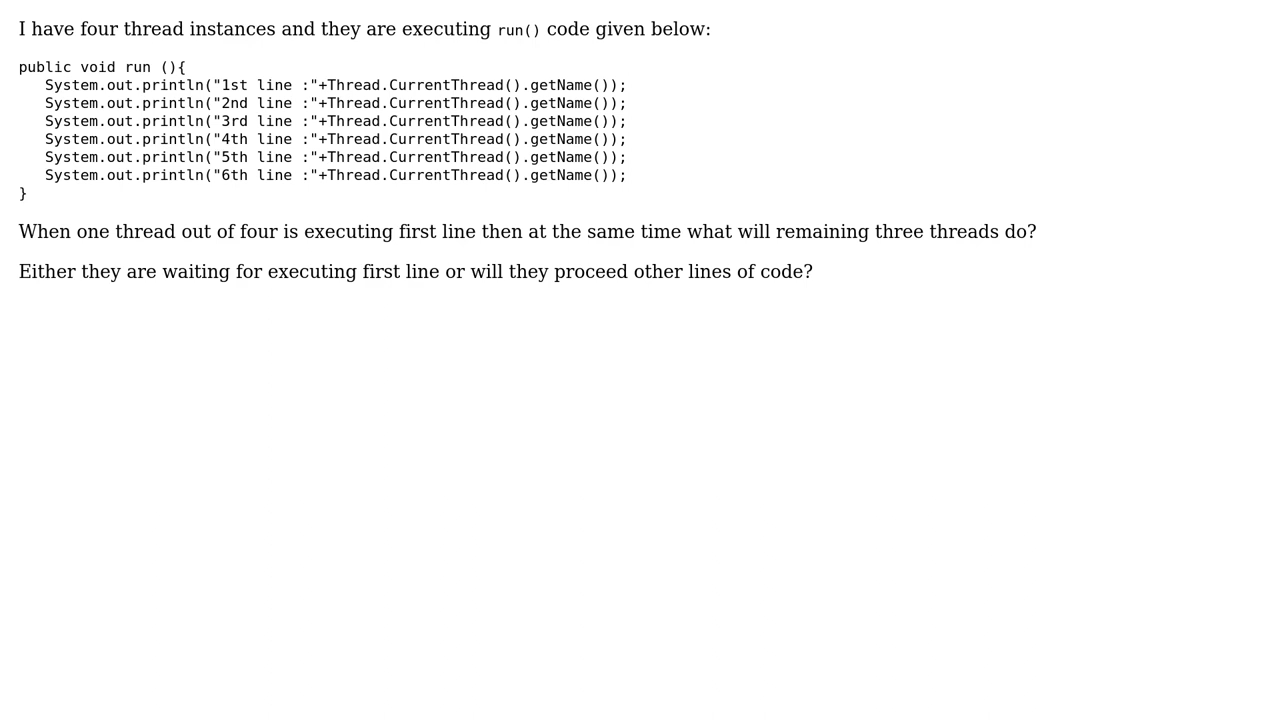 I have four thread instances and they are executing run() code given below:
public void run (){
   System.out.println("1st line :"+Thread.CurrentThread().getName());
   System.out.println("2nd line :"+Thread.CurrentThread().getName());
   System.out.println("3rd line :"+Thread.CurrentThread().getName());
   System.out.println("4th line :"+Thread.CurrentThread().getName());
   System.out.println("5th line :"+Thread.CurrentThread().getName());
   System.out.println("6th line :"+Thread.CurrentThread().getName());
}
When one thread out of four is executing first line then at the same time what will remaining three threads do?
Either they are waiting for executing first line or will they proceed other lines of code?